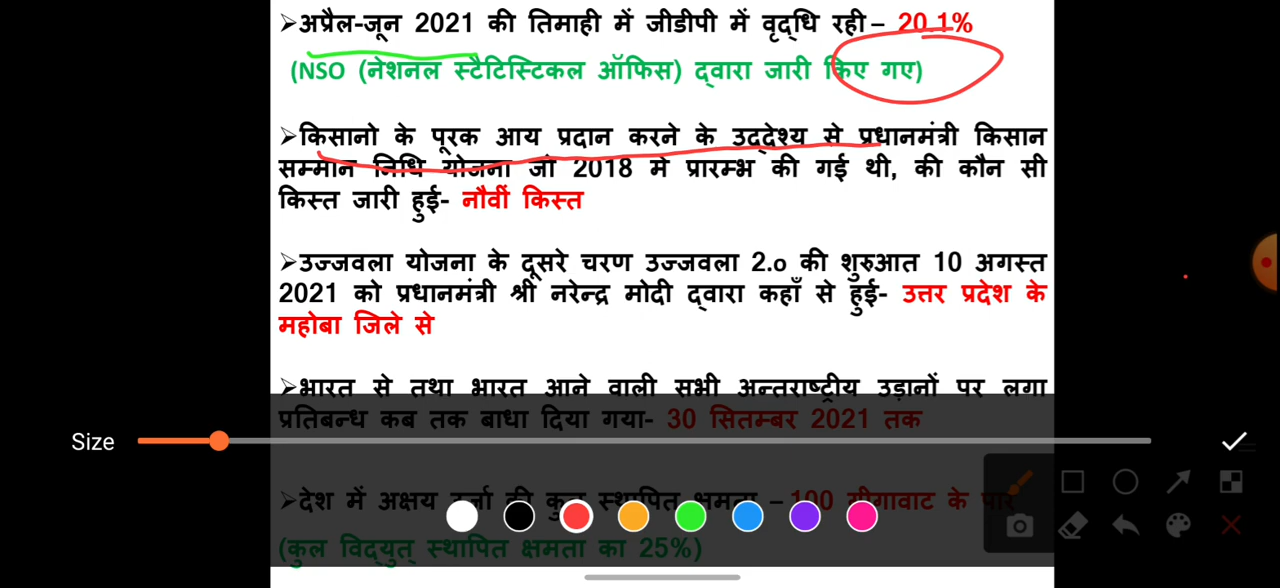 ➢अप्रैल-जून 2021 की तिमाही में जीडीपी में वृद्धि रही– 20.1%
(NSO (नेशनल स्टैटिस्टिकल ऑफिस) द्वारा जारी किए गए)
➢किसानो के पूरक आय प्रदान करने के उद्देश्य से प्रधानमंत्री किसान
सम्मान निधि योजना जो 2018 में प्रारम्भ की गई थी, की कौन सी
किस्त जारी हुई- नौवीं किस्त
➢उज्जवला योजना के दूसरे चरण उज्जवला 2.o की शुरुआत 10 अगस्त
2021 को प्रधानमंत्री श्री नरेन्द्र मोदी द्वारा कहाँ से हुई- उत्तर प्रदेश के
महोबा जिले से
➢भारत से तथा भारत आने वाली सभी अन्तराष्ट्रीय उड़ानों पर लगा
प्रतिबन्ध कब तक बाधा दिया गया- 30 सितम्बर 2021 तक
Size
➢देश में अक्षय उर्जा की कुल स्थापित क्षमता – 100 गीगावाट के पार
(कुल विद्युत् स्थापित क्षमता का 25%)